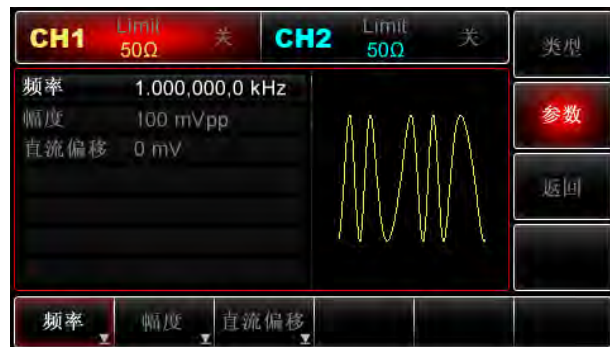 CH1 Limit 50Ω 关 CH2 Limit 50Ω 关
类型
频率 1.000,000,0 kHz
幅度 100 mVpp
直流偏移 0 mV
参数
返回
频率 幅度 直流偏移